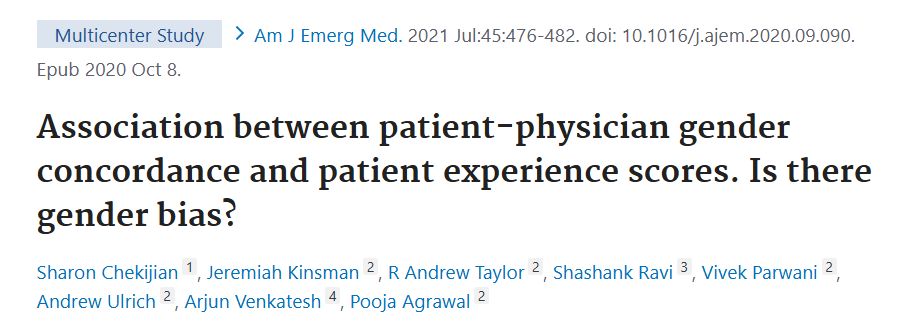 Multicenter Study > Am J Emerg Med. 2021 Jul:45:476-482. doi: 10.1016/j.ajem.2020.09.090.
Epub 2020 Oct 8.
Association between patient-physician gender
concordance and patient experience scores. Is there
gender bias?
Sharon Chekijian 1, Jeremiah Kinsman 2, R Andrew Taylor 2, Shashank Ravi 3, Vivek Parwani 2,
Andrew Ulrich 2, Arjun Venkatesh 4, Pooja Agrawal 2